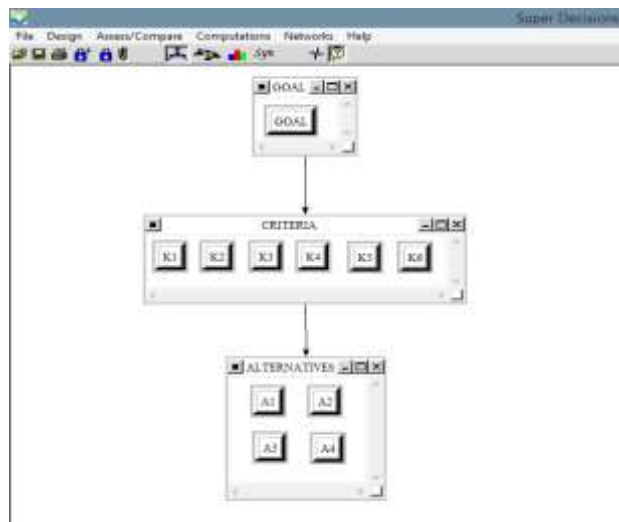 Super Decisions
File Design Assess/Compare Computations Networks Help
Syn
GOAL
GOAL
CRITERIA
K1 K2 K3 K4 K5 K6
ALTERNATIVES
A1 A2
A3 A4